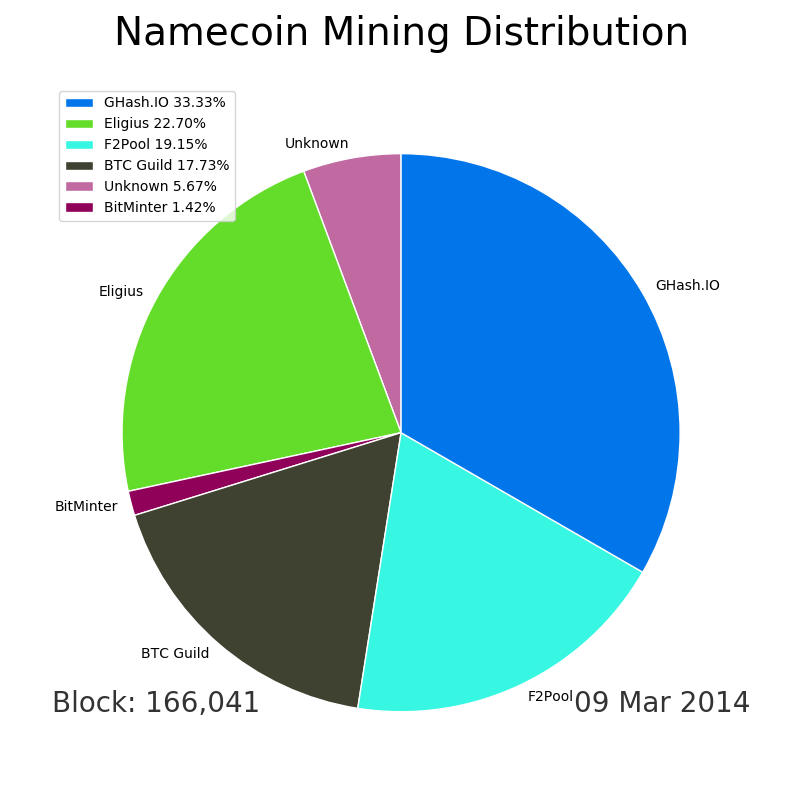 Namecoin Mining Distribution
GHash.IO 33.33%
Eligius 22.70%
F2Pool 19.15%
BTC Guild 17.73%
Unknown 5.67%
BitMinter 1.42%
Unknown
GHash.IO
Eligius
BitMinter
BTC Guild
F2Pool
Block: 166,041
09 Mar 2014